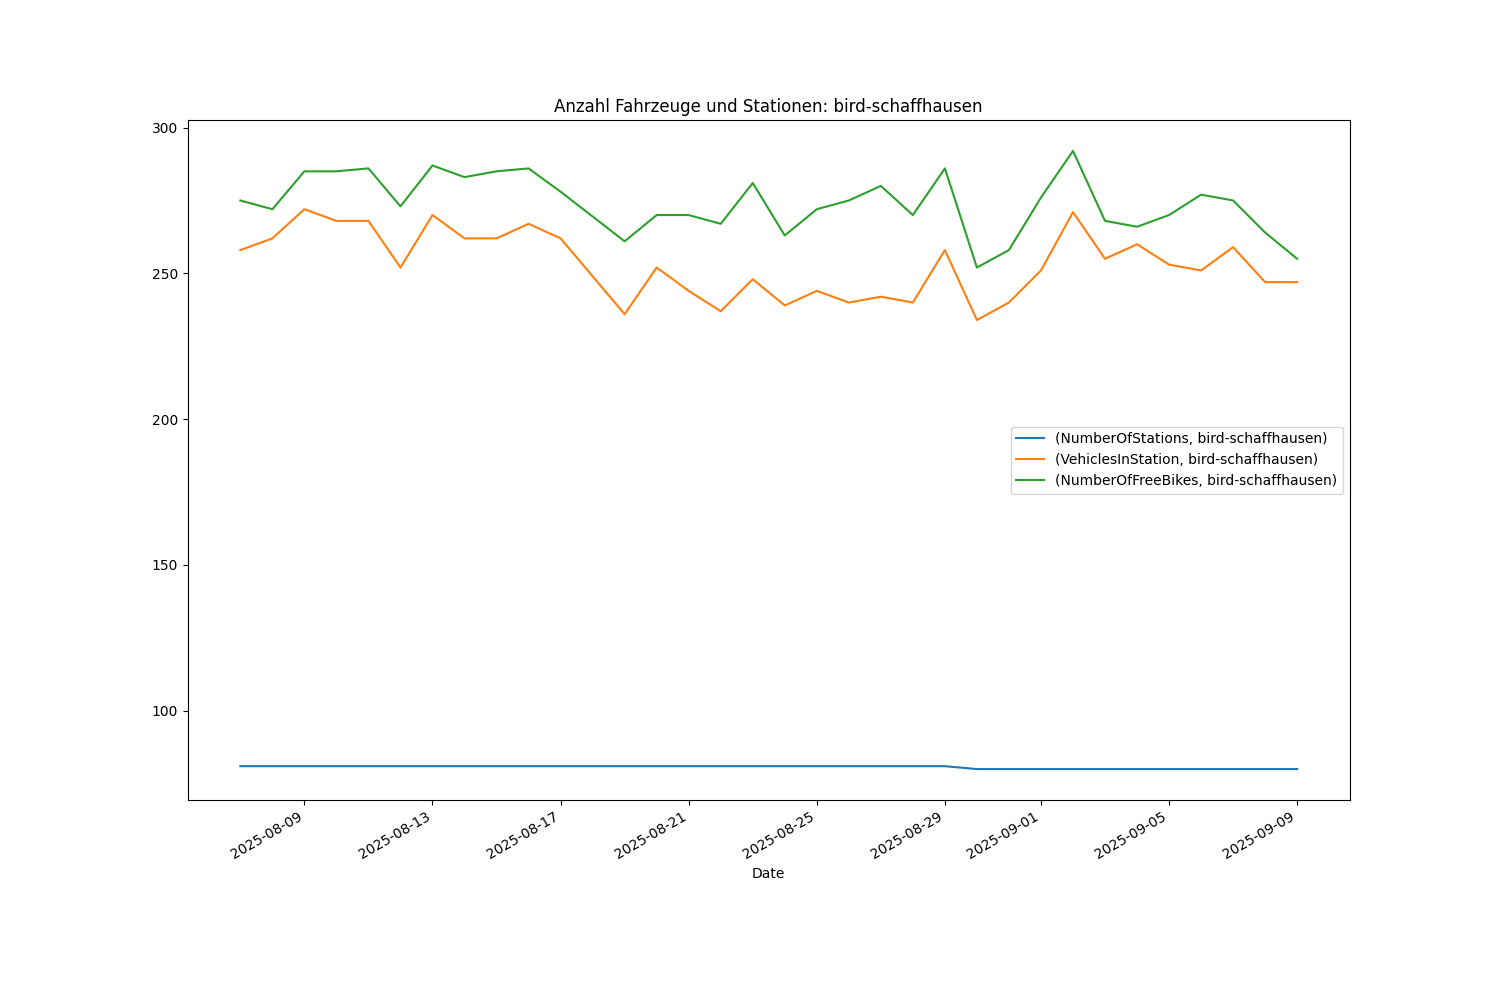 Anzahl Fahrzeuge und Stationen: bird-schaffhausen
300
250
200
150
100
(NumberOfStations, bird-schaffhausen)
(VehiclesInStation, bird-schaffhausen)
(NumberOfFreeBikes, bird-schaffhausen)
2025-08-09
2025-08-13
2025-08-17
2025-08-21
2025-08-25
2025-08-29
2025-09-01
2025-09-05
2025-09-09
Date